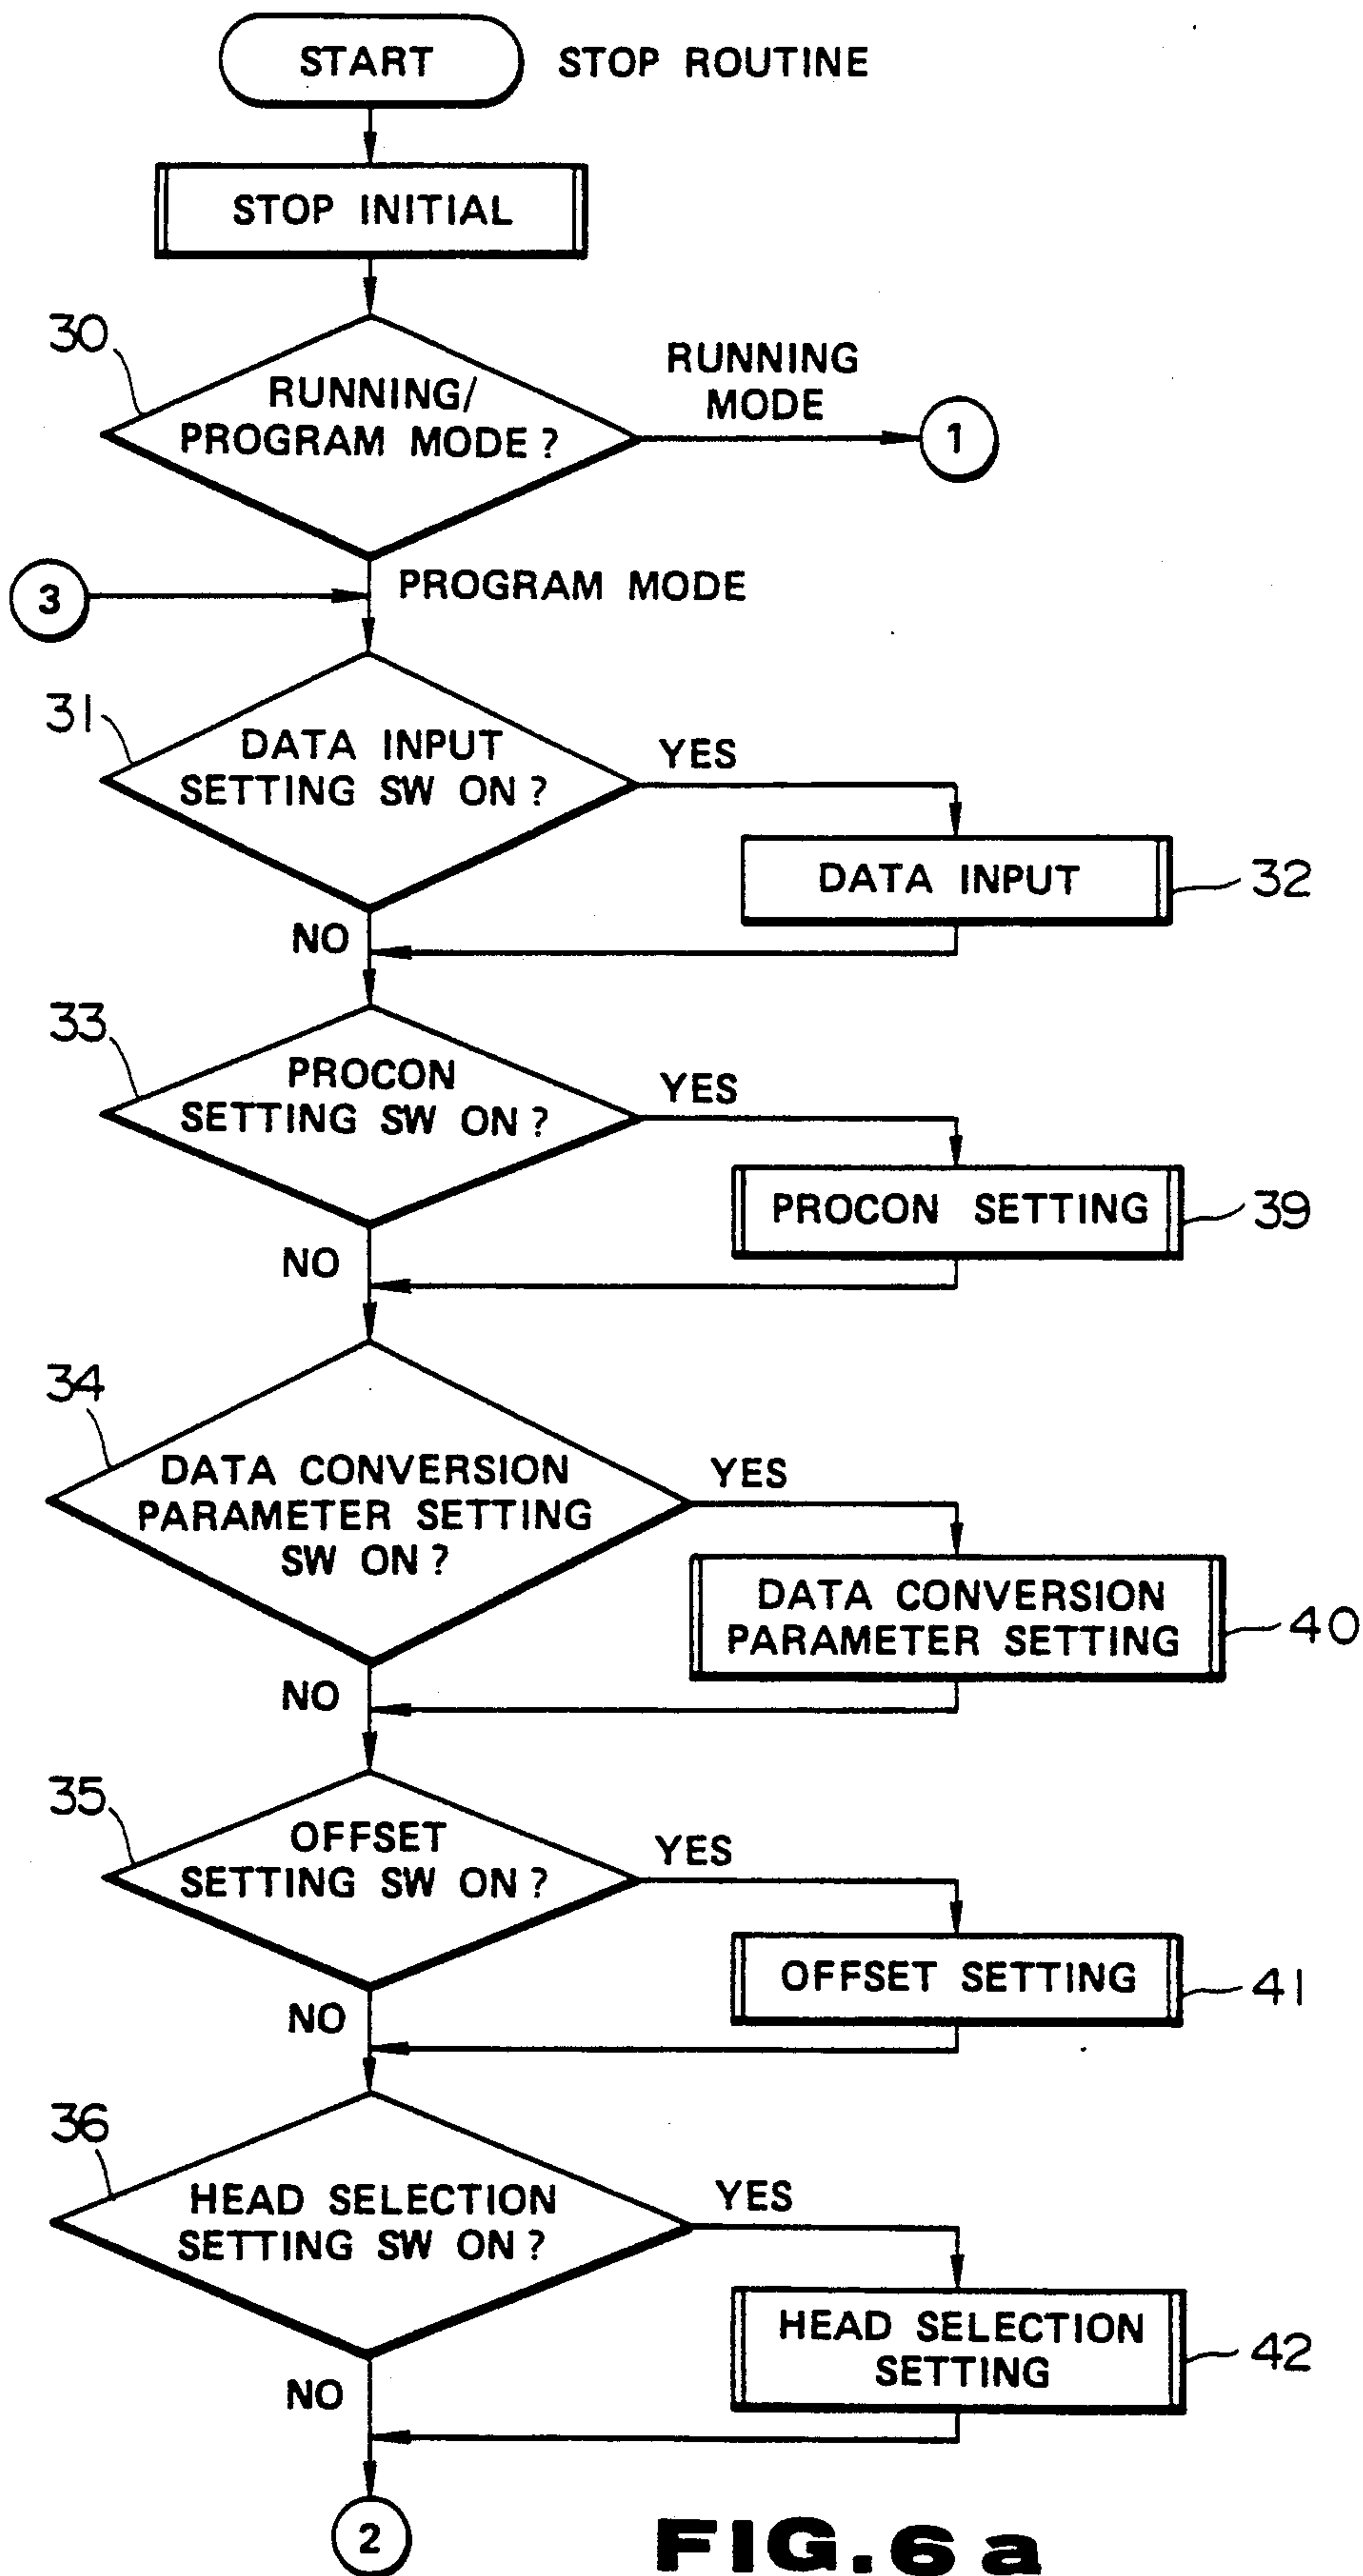 START
STOP ROUTINE
STOP INITIAL
30
RUNNING/
PROGRAM MODE?
RUNNING
MODE
1
3
PROGRAM MODE
31
DATA INPUT
SETTING SW ON?
YES
DATA INPUT
32
NO
33
PROCON
SETTING SW ON?
YES
PROCON SETTING
39
NO
34
DATA CONVERSION
PARAMETER SETTING
SW ON?
YES
DATA CONVERSION
PARAMETER SETTING
40
NO
35
OFFSET
SETTING SW ON?
YES
OFFSET SETTING
41
NO
36
HEAD SELECTION
SETTING SW ON?
YES
HEAD SELECTION
SETTING
42
NO
2
FIG.6a